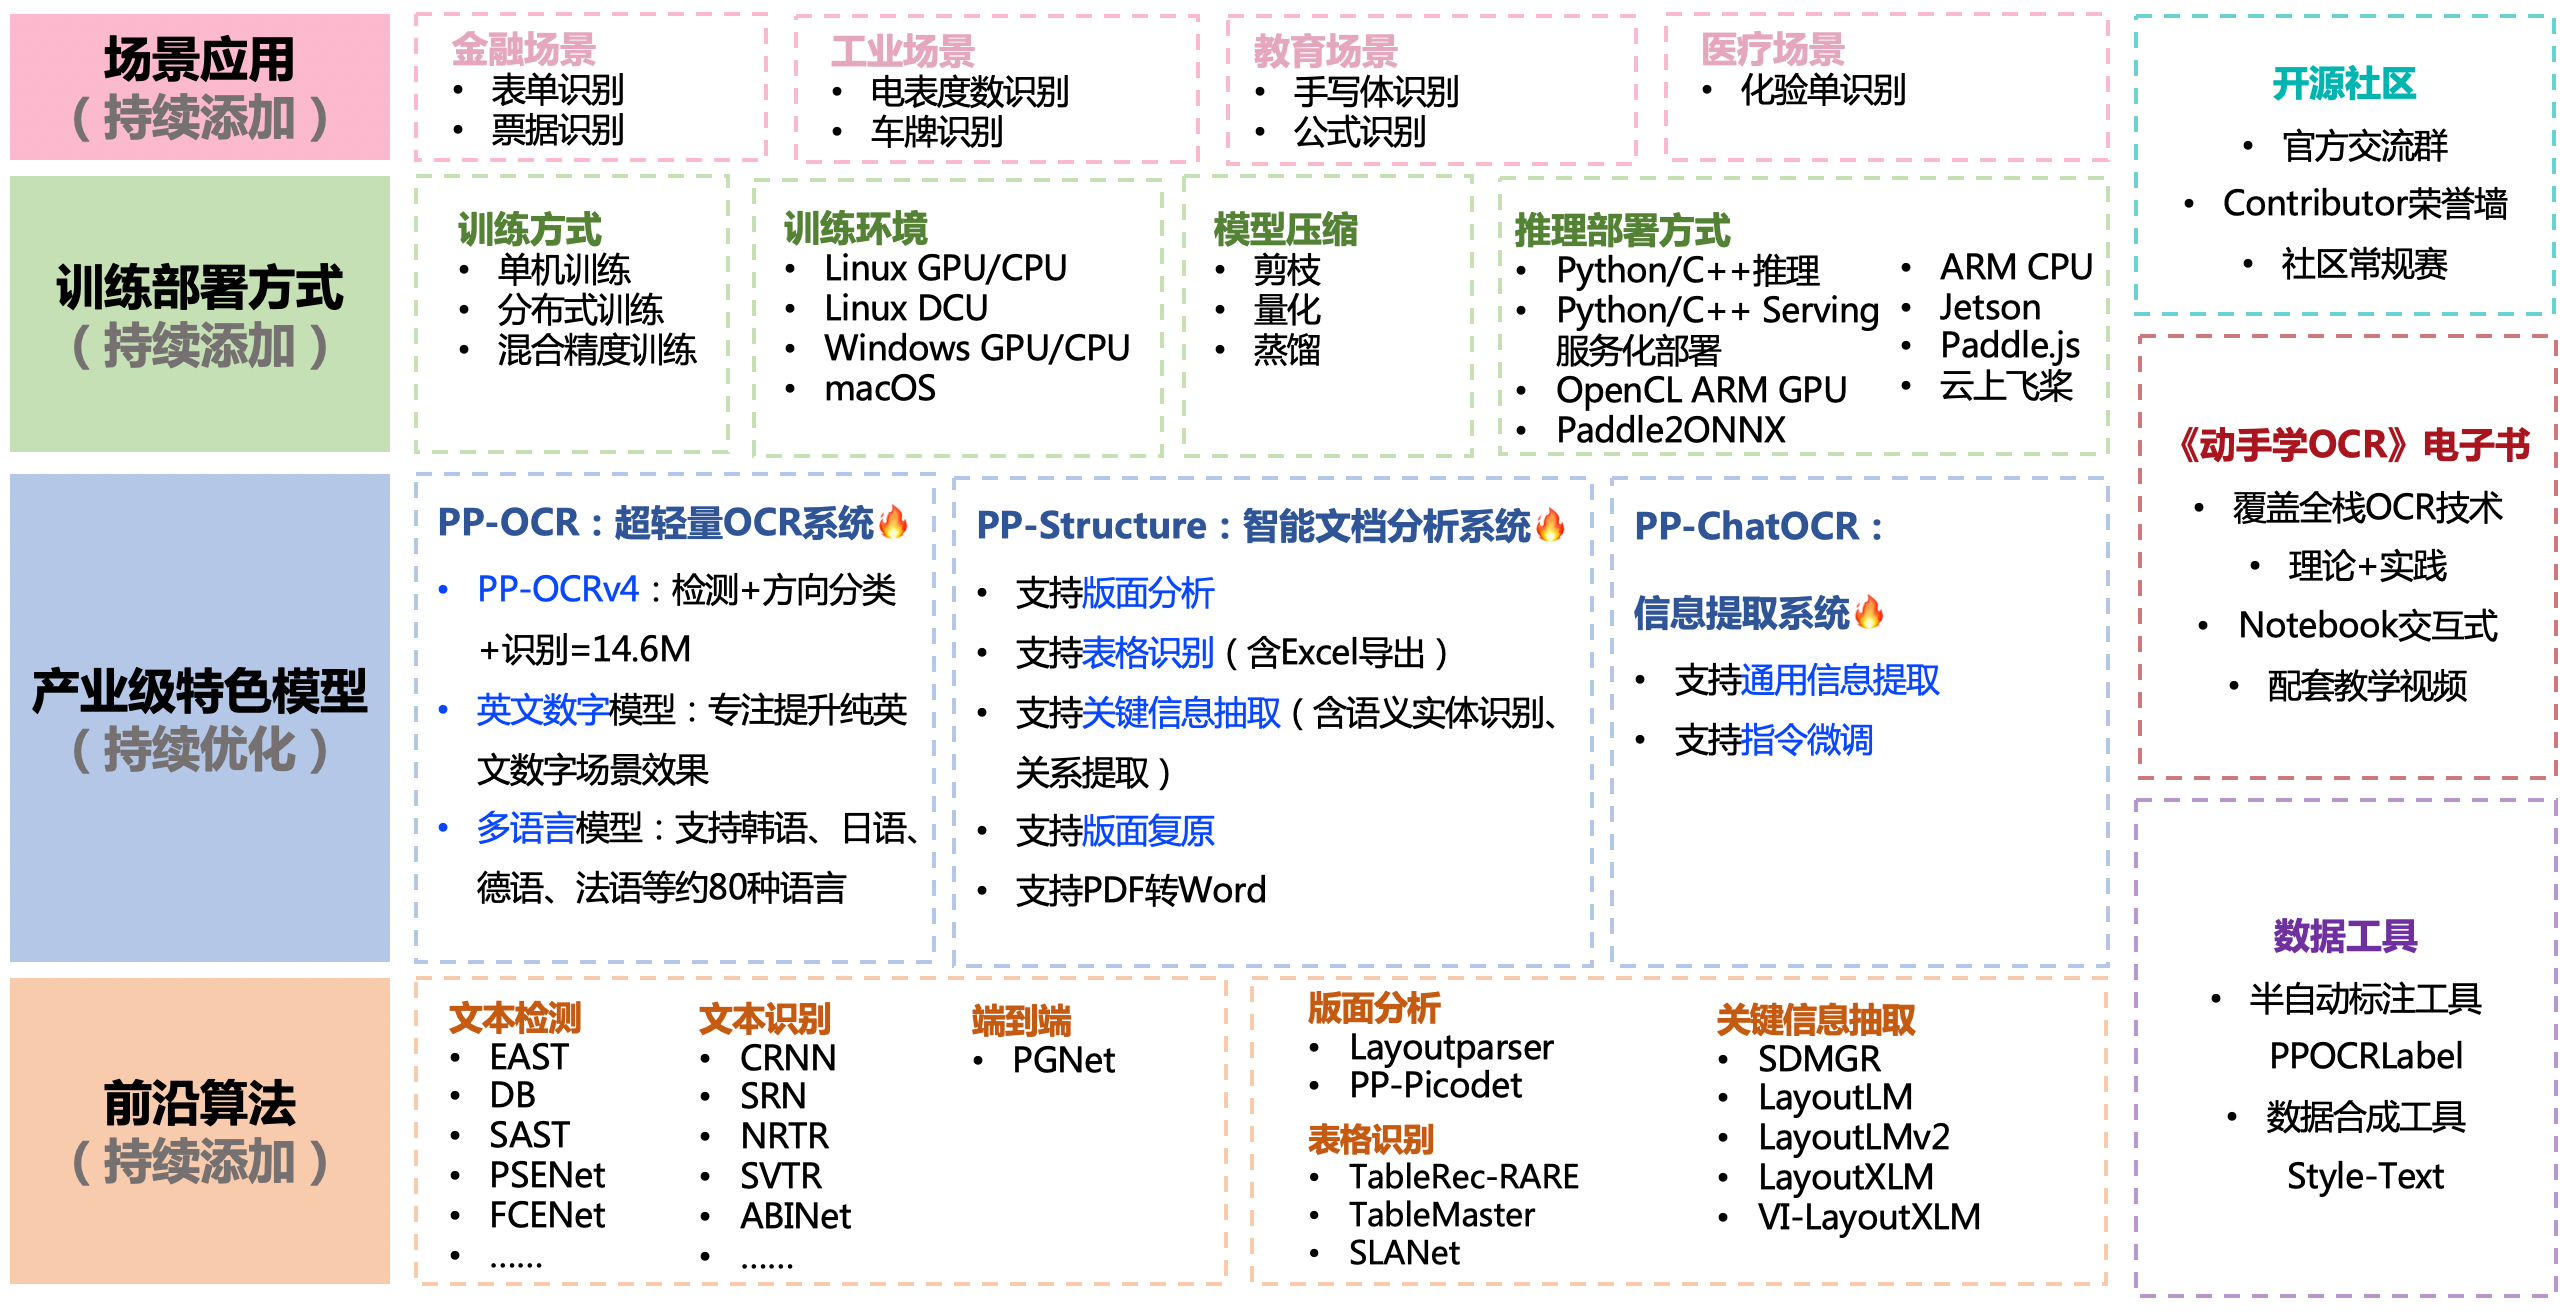 场景应用
（持续添加）
金融场景
• 表单识别
• 票据识别
工业场景
• 电表度数识别
• 车牌识别
教育场景
• 手写体识别
• 公式识别
医疗场景
• 化验单识别
训练部署方式
（持续添加）
训练方式
• 单机训练
• 分布式训练
• 混合精度训练
训练环境
• Linux GPU/CPU
• Linux DCU
• Windows GPU/CPU
• macOS
模型压缩
• 剪枝
• 量化
• 蒸馏
推理部署方式
• Python/C++推理
• Python/C++ Serving
服务化部署
• OpenCL ARM GPU
• Paddle2ONNX
• ARM CPU
• Jetson
• Paddle.js
• 云上飞桨
产业级特色模型
（持续优化）
PP-OCR：超轻量OCR系统🔥
• PP-OCRv4：检测+方向分类
+识别=14.6M
• 英文数字模型：专注提升纯英
文数字场景效果
• 多语言模型：支持韩语、日语、
德语、法语等约80种语言
PP-Structure：智能文档分析系统🔥
• 支持版面分析
• 支持表格识别（含Excel导出）
• 支持关键信息抽取（含语义实体识别、
关系提取）
• 支持版面复原
• 支持PDF转Word
PP-ChatOCR：
信息提取系统🔥
• 支持通用信息提取
• 支持指令微调
前沿算法
（持续添加）
文本检测
• EAST
• DB
• SAST
• PSENet
• FCENet
• ......
文本识别
• CRNN
• SRN
• NRTR
• SVTR
• ABINet
• ......
端到端
• PGNet
版面分析
• Layoutparser
• PP-Picodet
表格识别
• TableRec-RARE
• TableMaster
• SLANet
关键信息抽取
• SDMGR
• LayoutLM
• LayoutLMv2
• LayoutXLM
• VI-LayoutXLM
开源社区
• 官方交流群
• Contributor荣誉墙
• 社区常规赛
《动手学OCR》电子书
• 覆盖全栈OCR技术
• 理论+实践
• Notebook交互式
• 配套教学视频
数据工具
• 半自动标注工具
PPOCRLabel
• 数据合成工具
Style-Text